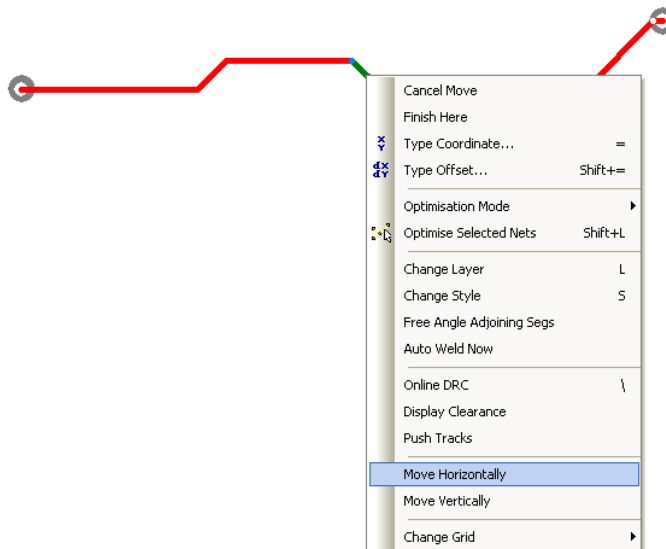 Cancel Move
Finish Here
X
Y
Type Coordinate... =
dX
dY
Type Offset... Shift+=
Optimisation Mode
Optimise Selected Nets Shift+L
Change Layer L
Change Style S
Free Angle Adjoining Segs
Auto Weld Now
Online DRC \
Display Clearance
Push Tracks
Move Horizontally
Move Vertically
Change Grid